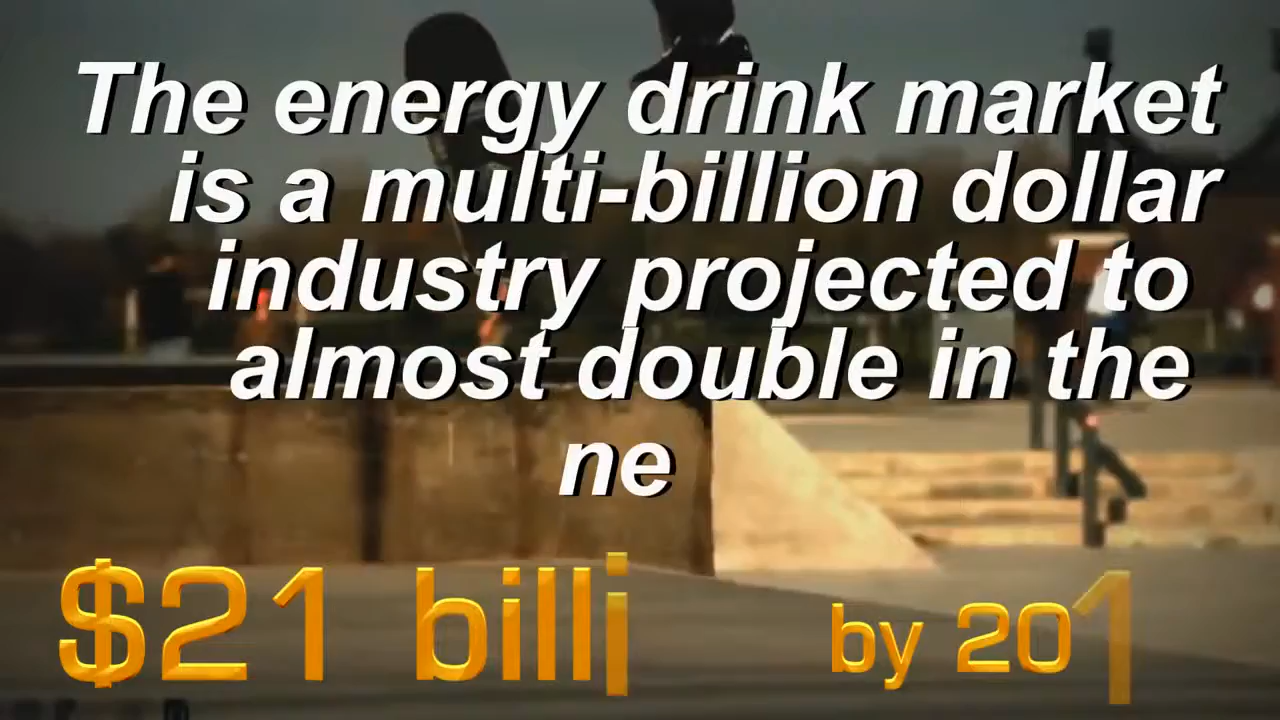 The energy drink market
is a multi-billion dollar
industry projected to
almost double in the
ne
$21 billi by 201